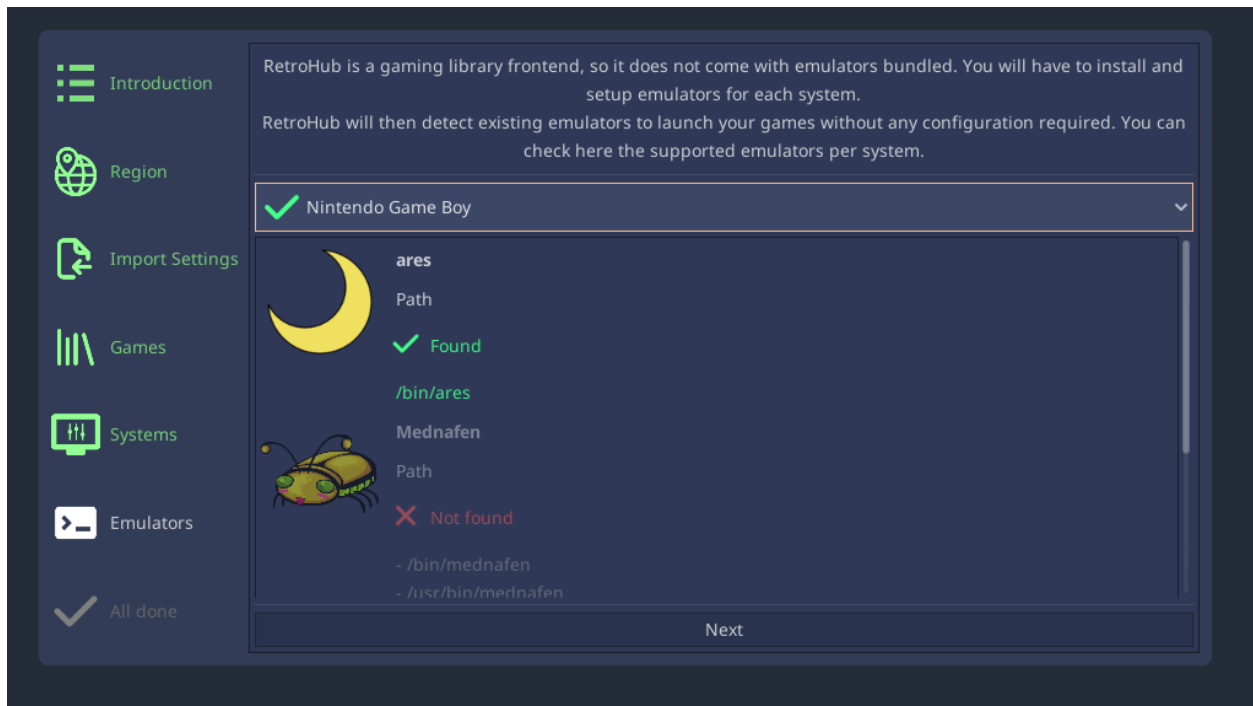 Introduction
Region
Import Settings
Games
Systems
Emulators
All done
RetroHub is a gaming library frontend, so it does not come with emulators bundled. You will have to install and
setup emulators for each system.
RetroHub will then detect existing emulators to launch your games without any configuration required. You can
check here the supported emulators per system.
Nintendo Game Boy
ares
Path
Found
/bin/ares
Mednafen
Path
Not found
- /bin/mednafen
- /usr/bin/mednafen
Next